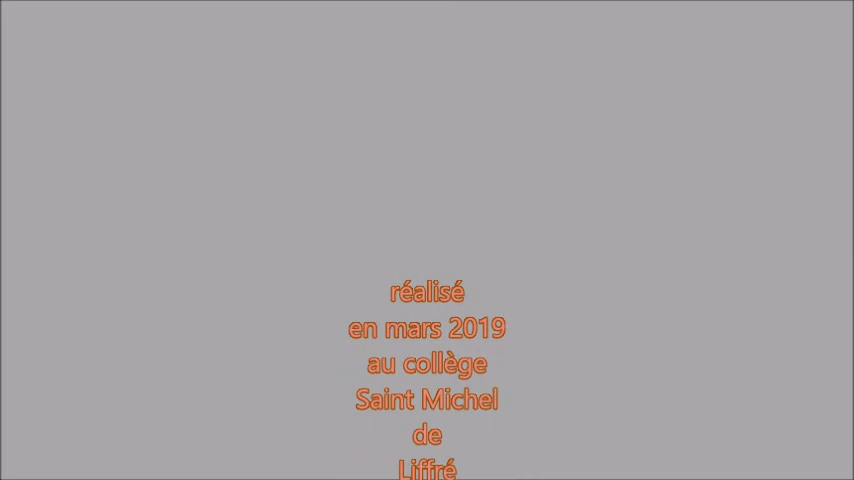 réalisé
en mars 2019
au collège
Saint Michel
de
Liffré